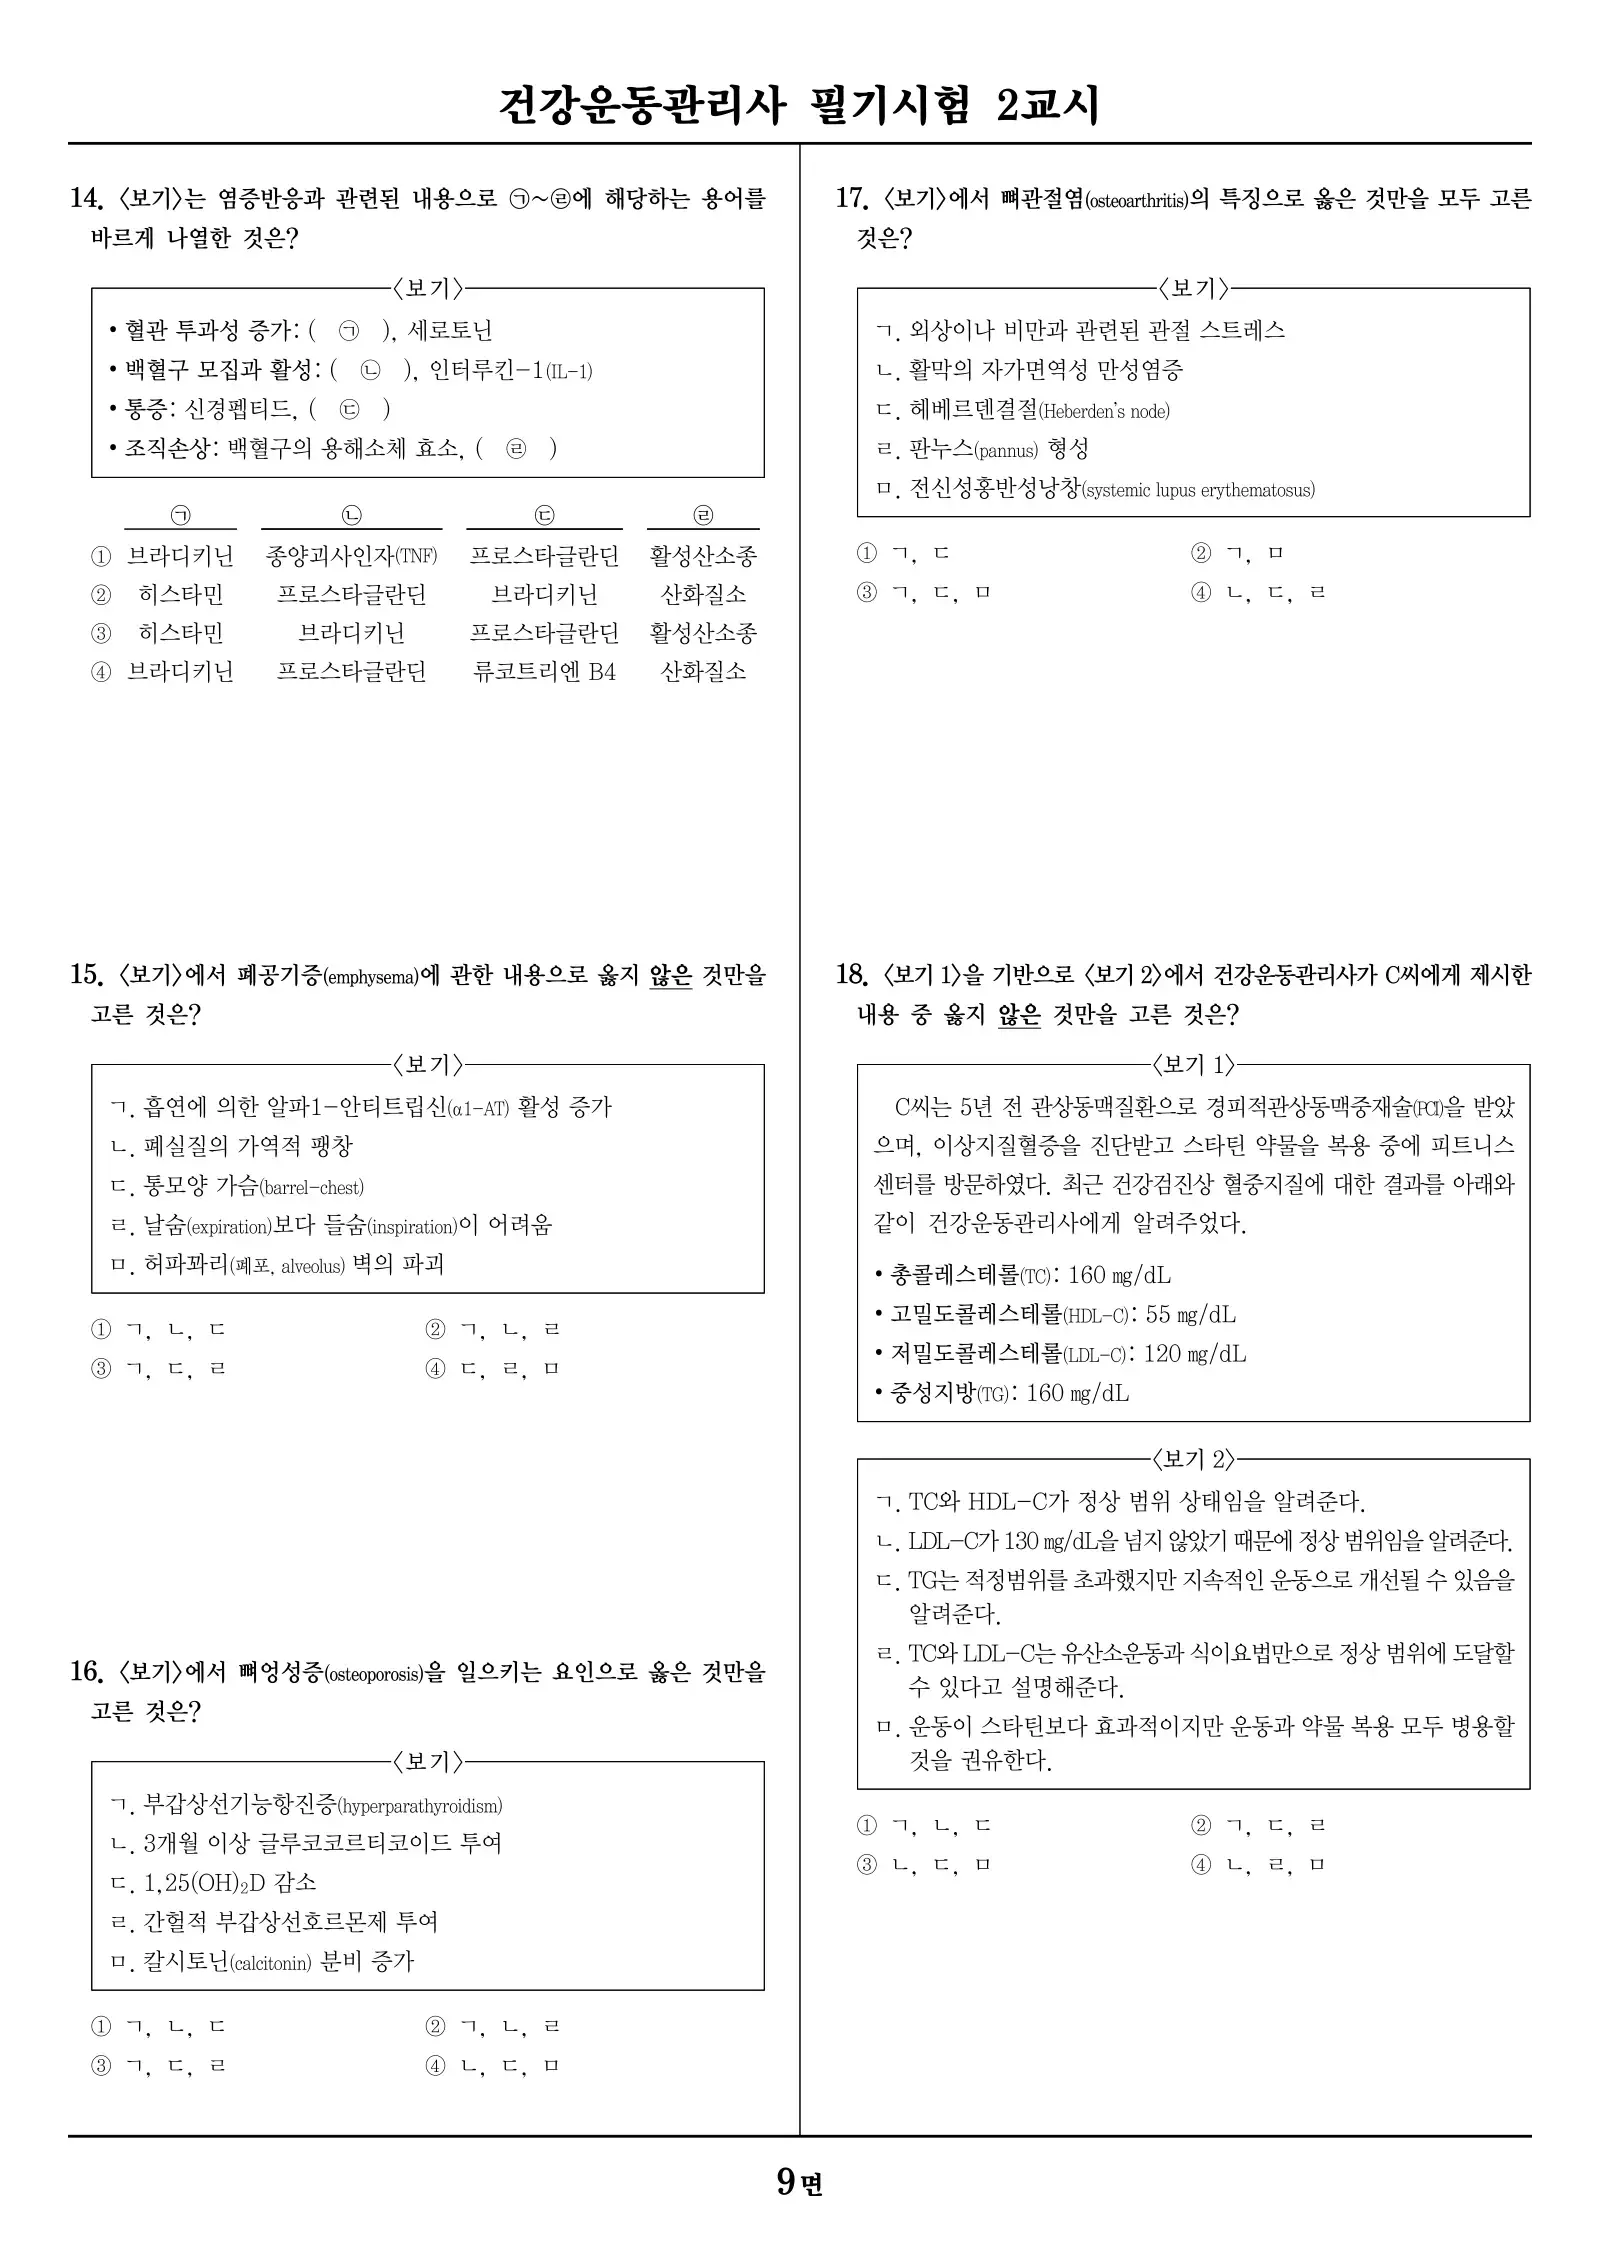 건강운동관리사 필기시험 2교시
14. 〈보기〉는 염증반응과 관련된 내용으로 ㉠~㉣에 해당하는 용어를
바르게 나열한 것은?
〈보기〉
• 혈관 투과성 증가: ( ㉠ ), 세로토닌
• 백혈구 모집과 활성: ( ㉡ ), 인터루킨-1(IL-1)
• 통증: 신경펩티드, ( ㉢ )
• 조직손상: 백혈구의 용해소체 효소, ( ㉣ )
㉠ ㉡ ㉢ ㉣
① 브라디키닌 종양괴사인자(TNF) 프로스타글란딘 활성산소종
② 히스타민 프로스타글란딘 브라디키닌 산화질소
③ 히스타민 브라디키닌 프로스타글란딘 활성산소종
④ 브라디키닌 프로스타글란딘 류코트리엔 B4 산화질소
15. 〈보기〉에서 폐공기증(emphysema)에 관한 내용으로 옳지 않은 것만을
고른 것은?
〈보기〉
ㄱ. 흡연에 의한 알파1-안티트립신(α1-AT) 활성 증가
ㄴ. 폐실질의 가역적 팽창
ㄷ. 통모양 가슴(barrel-chest)
ㄹ. 날숨(expiration)보다 들숨(inspiration)이 어려움
ㅁ. 허파꽈리(폐포, alveolus) 벽의 파괴
① ㄱ, ㄴ, ㄷ ② ㄱ, ㄴ, ㄹ
③ ㄱ, ㄷ, ㄹ ④ ㄷ, ㄹ, ㅁ
16. 〈보기〉에서 뼈엉성증(osteoporosis)을 일으키는 요인으로 옳은 것만을
고른 것은?
〈보기〉
ㄱ. 부갑상선기능항진증(hyperparathyroidism)
ㄴ. 3개월 이상 글루코코르티코이드 투여
ㄷ. 1,25(OH)₂D 감소
ㄹ. 간헐적 부갑상선호르몬제 투여
ㅁ. 칼시토닌(calcitonin) 분비 증가
① ㄱ, ㄴ, ㄷ ② ㄱ, ㄴ, ㄹ
③ ㄱ, ㄷ, ㄹ ④ ㄴ, ㄷ, ㅁ
17. 〈보기〉에서 뼈관절염(osteoarthritis)의 특징으로 옳은 것만을 모두 고른
것은?
〈보기〉
ㄱ. 외상이나 비만과 관련된 관절 스트레스
ㄴ. 활막의 자가면역성 만성염증
ㄷ. 헤베르덴결절(Heberden's node)
ㄹ. 판누스(pannus) 형성
ㅁ. 전신성홍반성낭창(systemic lupus erythematosus)
① ㄱ, ㄷ ② ㄱ, ㅁ
③ ㄱ, ㄷ, ㅁ ④ ㄴ, ㄷ, ㄹ
18. 〈보기 1〉을 기반으로 〈보기 2〉에서 건강운동관리사가 C씨에게 제시한
내용 중 옳지 않은 것만을 고른 것은?
〈보기 1〉
C씨는 5년 전 관상동맥질환으로 경피적관상동맥중재술(PCI)을 받았
으며, 이상지질혈증을 진단받고 스타틴 약물을 복용 중에 피트니스
센터를 방문하였다. 최근 건강검진상 혈중지질에 대한 결과를 아래와
같이 건강운동관리사에게 알려주었다.
• 총콜레스테롤(TC): 160 ㎎/dL
• 고밀도콜레스테롤(HDL-C): 55 ㎎/dL
• 저밀도콜레스테롤(LDL-C): 120 ㎎/dL
• 중성지방(TG): 160 ㎎/dL
〈보기 2〉
ㄱ. TC와 HDL-C가 정상 범위 상태임을 알려준다.
ㄴ. LDL-C가 130 ㎎/dL을 넘지 않았기 때문에 정상 범위임을 알려준다.
ㄷ. TG는 적정범위를 초과했지만 지속적인 운동으로 개선될 수 있음을
알려준다.
ㄹ. TC와 LDL-C는 유산소운동과 식이요법만으로 정상 범위에 도달할
수 있다고 설명해준다.
ㅁ. 운동이 스타틴보다 효과적이지만 운동과 약물 복용 모두 병용할
것을 권유한다.
① ㄱ, ㄴ, ㄷ ② ㄱ, ㄷ, ㄹ
③ ㄴ, ㄷ, ㅁ ④ ㄴ, ㄹ, ㅁ
9면